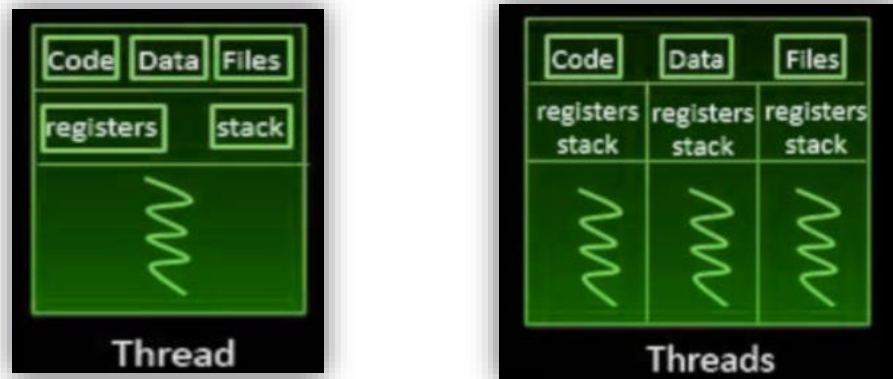 Code Data Files
registers stack
Thread
Code Data Files
registers registers registers
stack stack stack
Threads